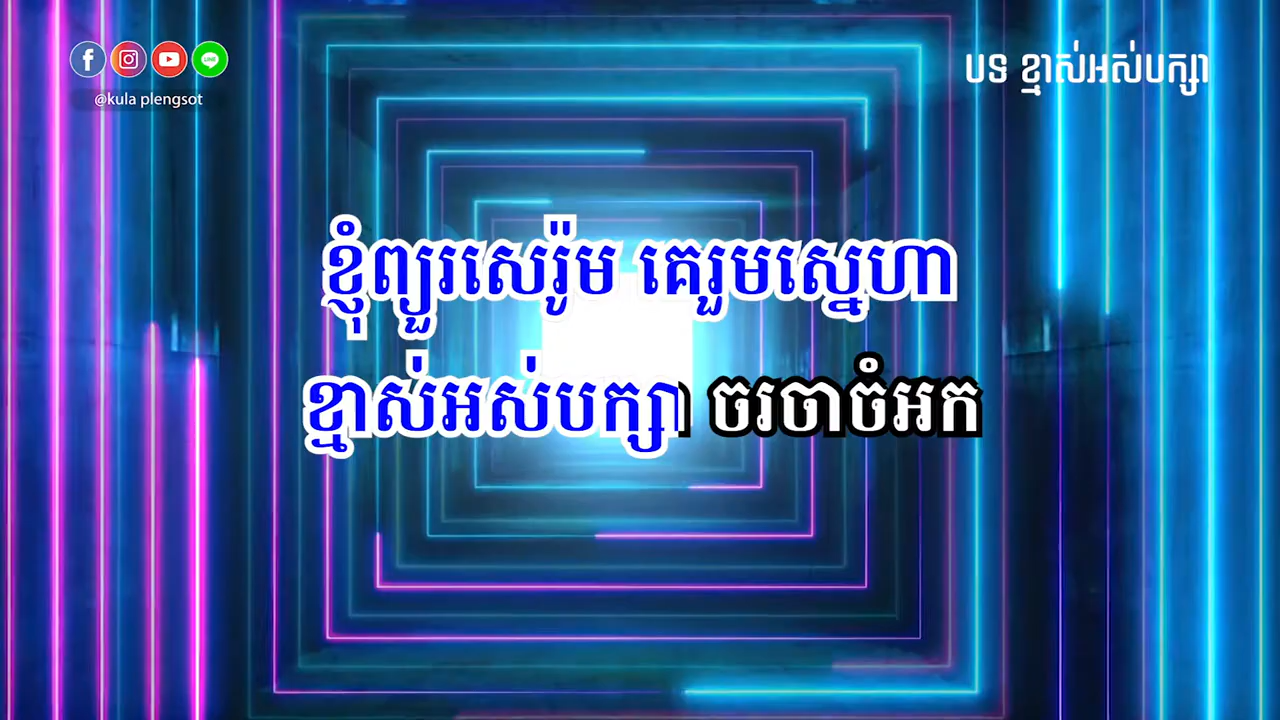 បទ ខ្មាស់អស់បក្សា
@kula plengsot
ខ្ញុំព្យួរសេរ៉ូម គេរួមស្នេហា
ខ្មាស់អស់បក្សា ចរចាចំអក